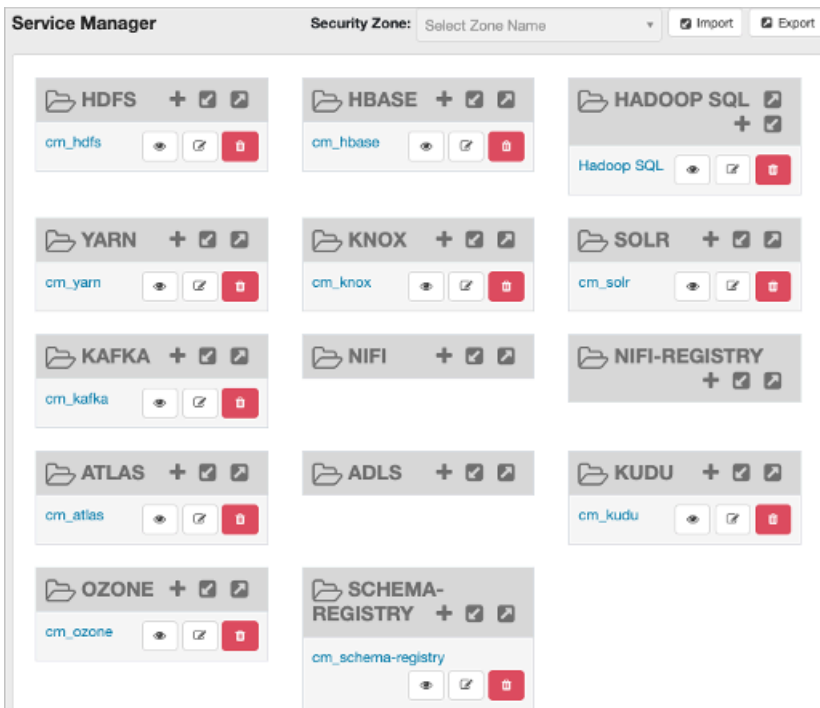 Service Manager
Security Zone:
Select Zone Name
Import
Export
HDFS
HBASE
HADOOP SQL
cm_hdfs
cm_hbase
Hadoop SQL
YARN
KNOX
SOLR
cm_yarn
cm_knox
cm_solr
KAFKA
NIFI
NIFI-REGISTRY
cm_kafka
ATLAS
ADLS
KUDU
cm_atlas
cm_kudu
OZONE
SCHEMA-
REGISTRY
cm_ozone
cm_schema-registry